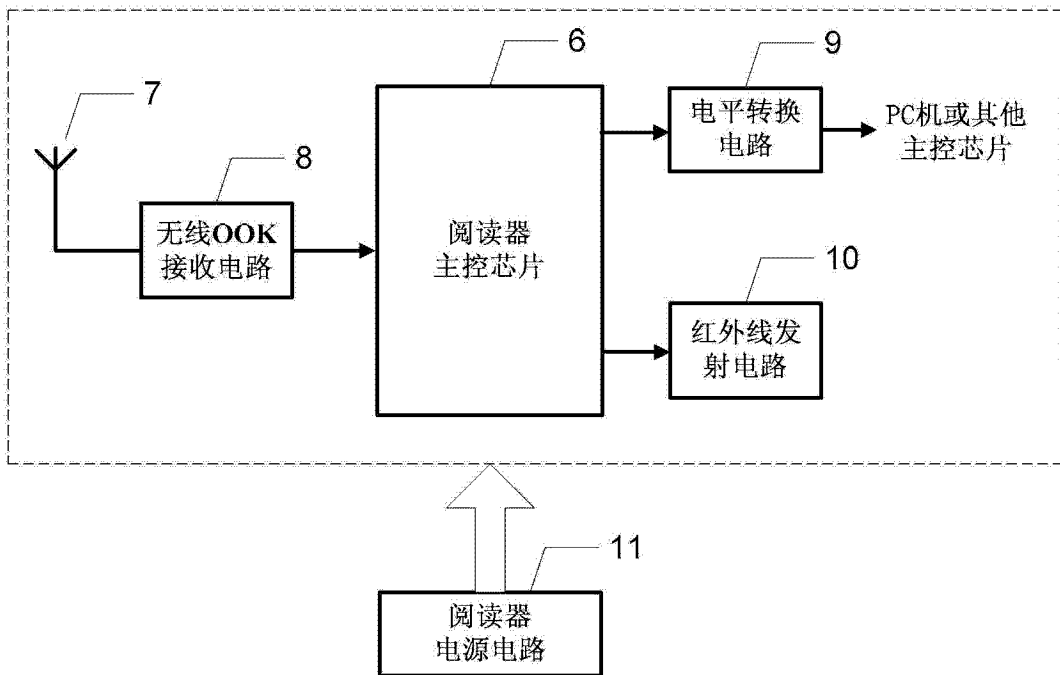 7
8
无线OOK
接收电路
6
阅读器
主控芯片
9
电平转换
电路
PC机或其他
主控芯片
10
红外线发
射电路
11
阅读器
电源电路